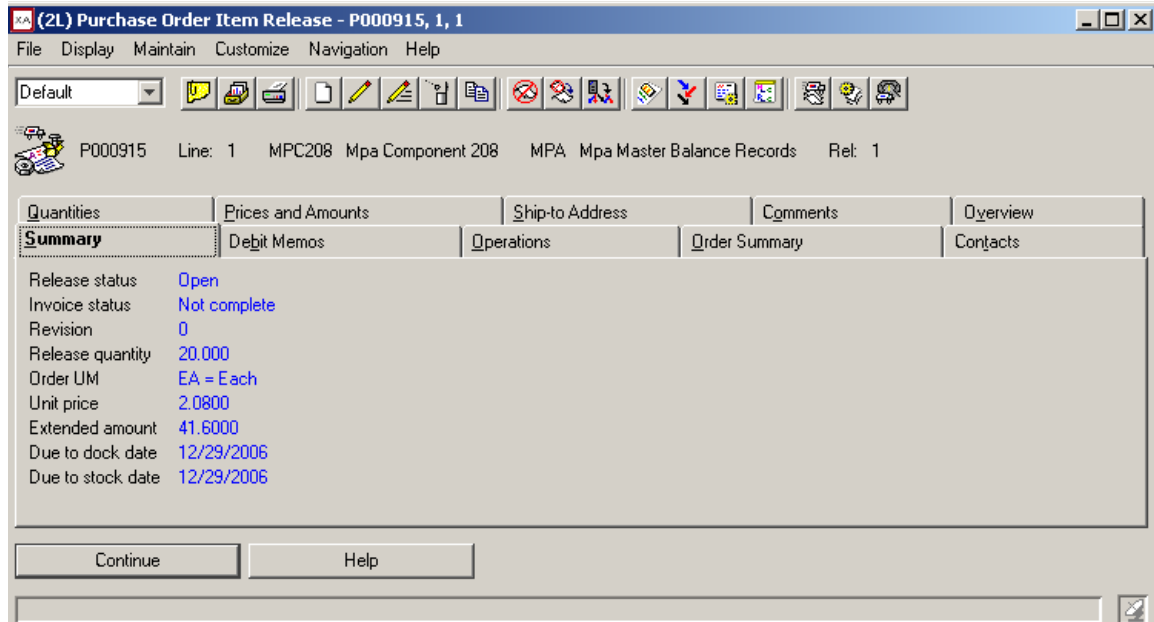 XA (2L) Purchase Order Item Release - P000915, 1, 1
File Display Maintain Customize Navigation Help
Default
P000915 Line: 1 MPC208 Mpa Component 208 MPA Mpa Master Balance Records Rel: 1
Quantities Prices and Amounts Ship-to Address Comments Overview
Summary Debit Memos Operations Order Summary Contacts
Release status Open
Invoice status Not complete
Revision 0
Release quantity 20.000
Order UM EA = Each
Unit price 2.0800
Extended amount 41.6000
Due to dock date 12/29/2006
Due to stock date 12/29/2006
Continue Help